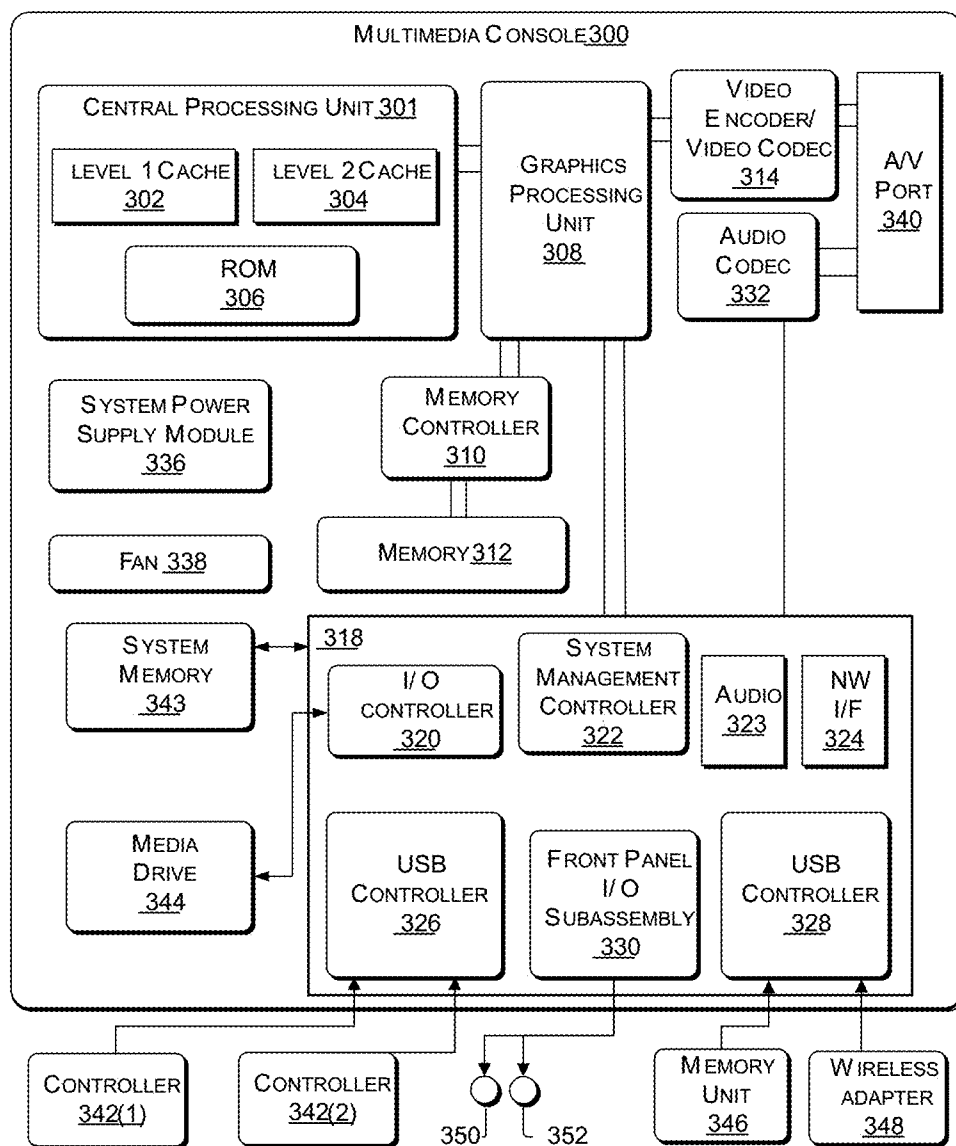 MULTIMEDIA CONSOLE 300
CENTRAL PROCESSING UNIT 301
LEVEL 1 CACHE
302
LEVEL 2 CACHE
304
ROM
306
GRAPHICS
PROCESSING
UNIT
308
VIDEO
ENCODER/
VIDEO CODEC
314
A/V
PORT
340
AUDIO
CODEC
332
SYSTEM POWER
SUPPLY MODULE
336
MEMORY
CONTROLLER
310
MEMORY 312
FAN 338
SYSTEM
MEMORY
343
318
I/O
CONTROLLER
320
SYSTEM
MANAGEMENT
CONTROLLER
322
AUDIO
323
NW
I/F
324
MEDIA
DRIVE
344
USB
CONTROLLER
326
FRONT PANEL
I/O
SUBASSEMBLY
330
USB
CONTROLLER
328
CONTROLLER
342(1)
CONTROLLER
342(2)
350
352
MEMORY
UNIT
346
WIRELESS
ADAPTER
348